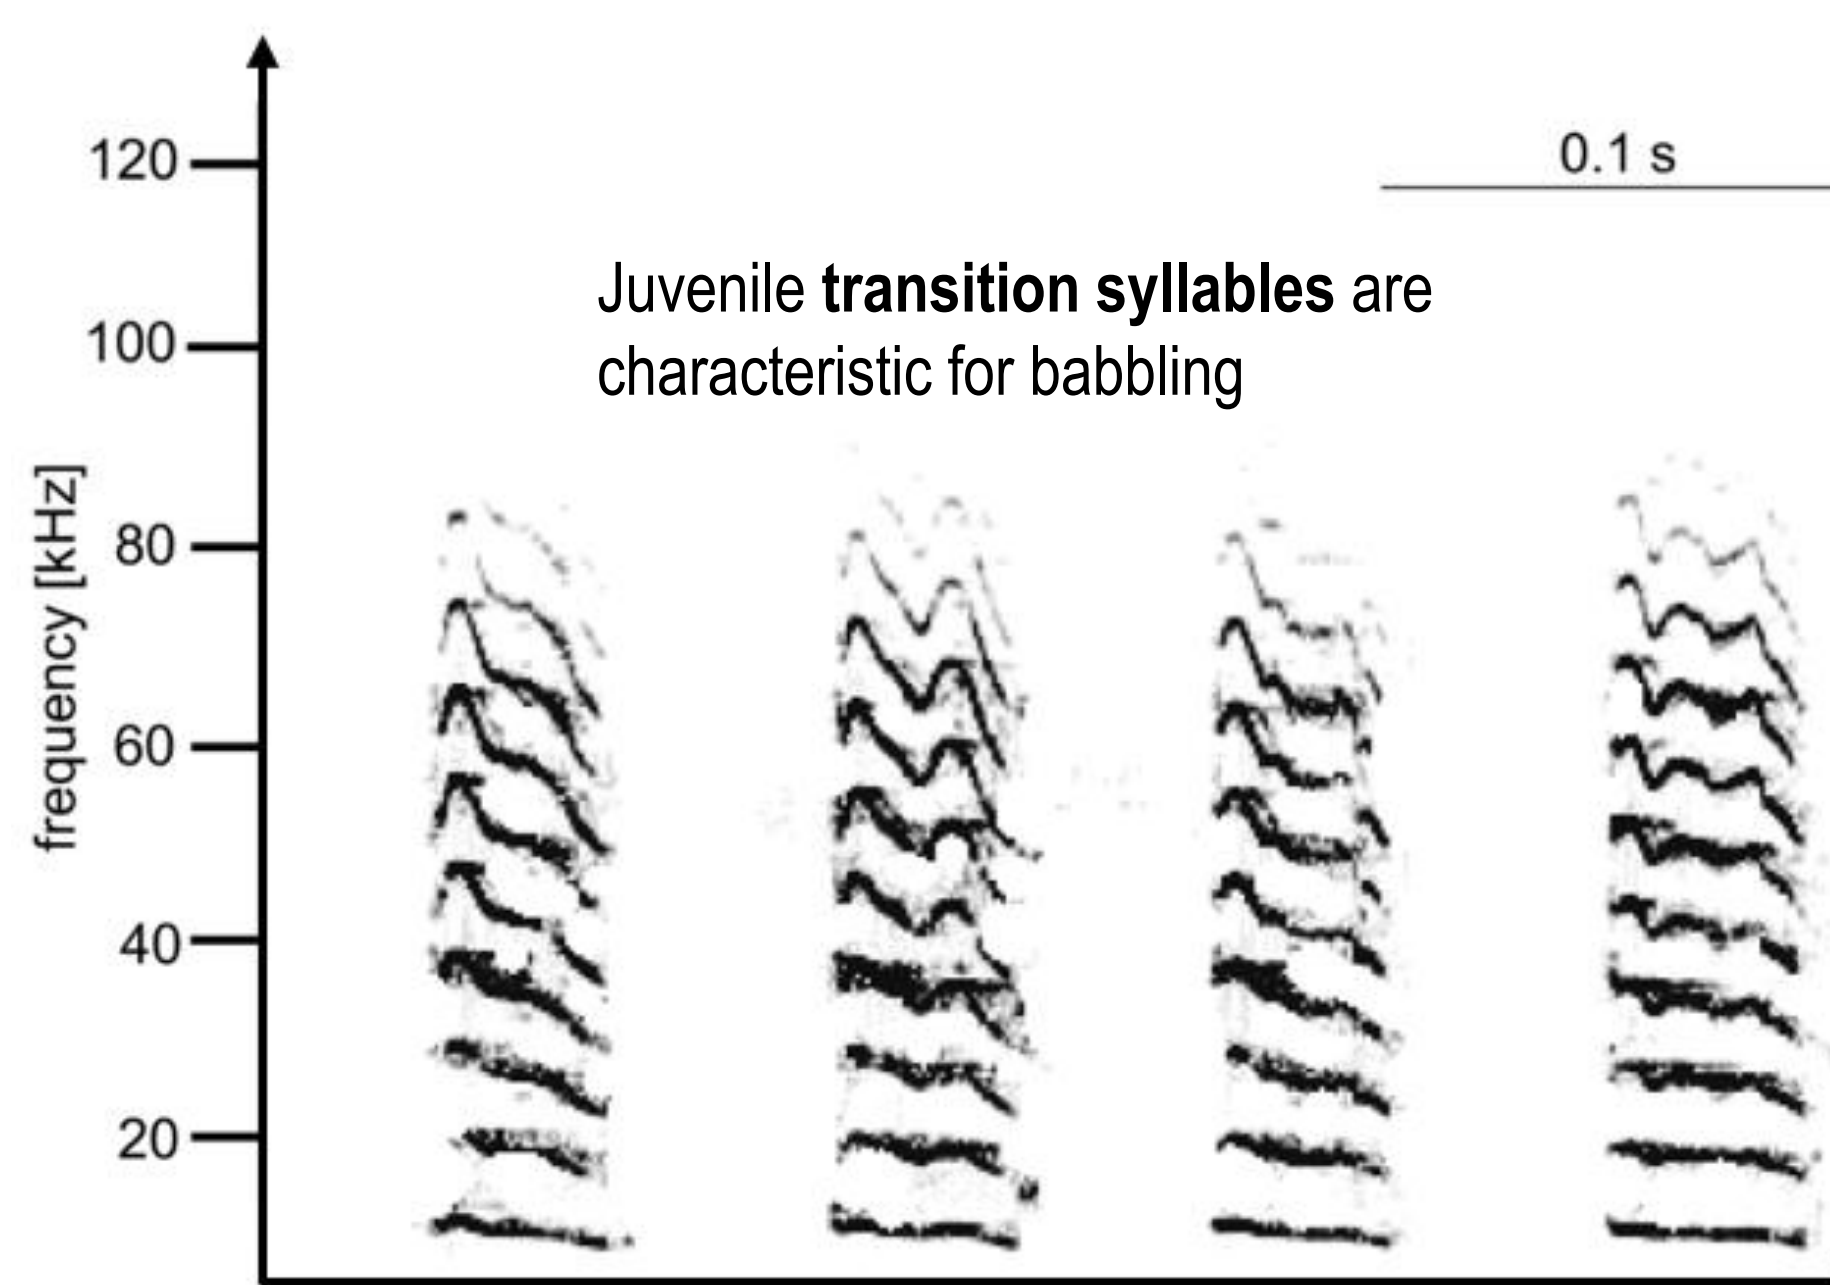 120
0.1 s
Juvenile transition syllables are
characteristic for babbling
100
80
frequency [kHz]
60
40
20